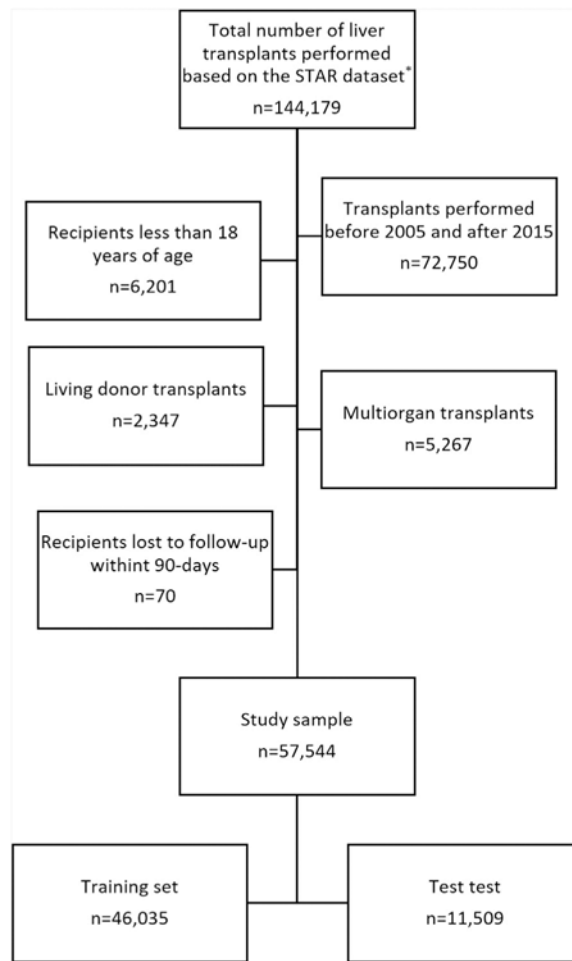 Total number of liver
transplants performed
based on the STAR dataset*
n=144,179
Transplants performed
before 2005 and after 2015
n=72,750
Recipients less than 18
years of age
n=6,201
Living donor transplants
n=2,347
Multiorgan transplants
n=5,267
Recipients lost to follow-up
withint 90-days
n=70
Study sample
n=57,544
Training set
n=46,035
Test test
n=11,509